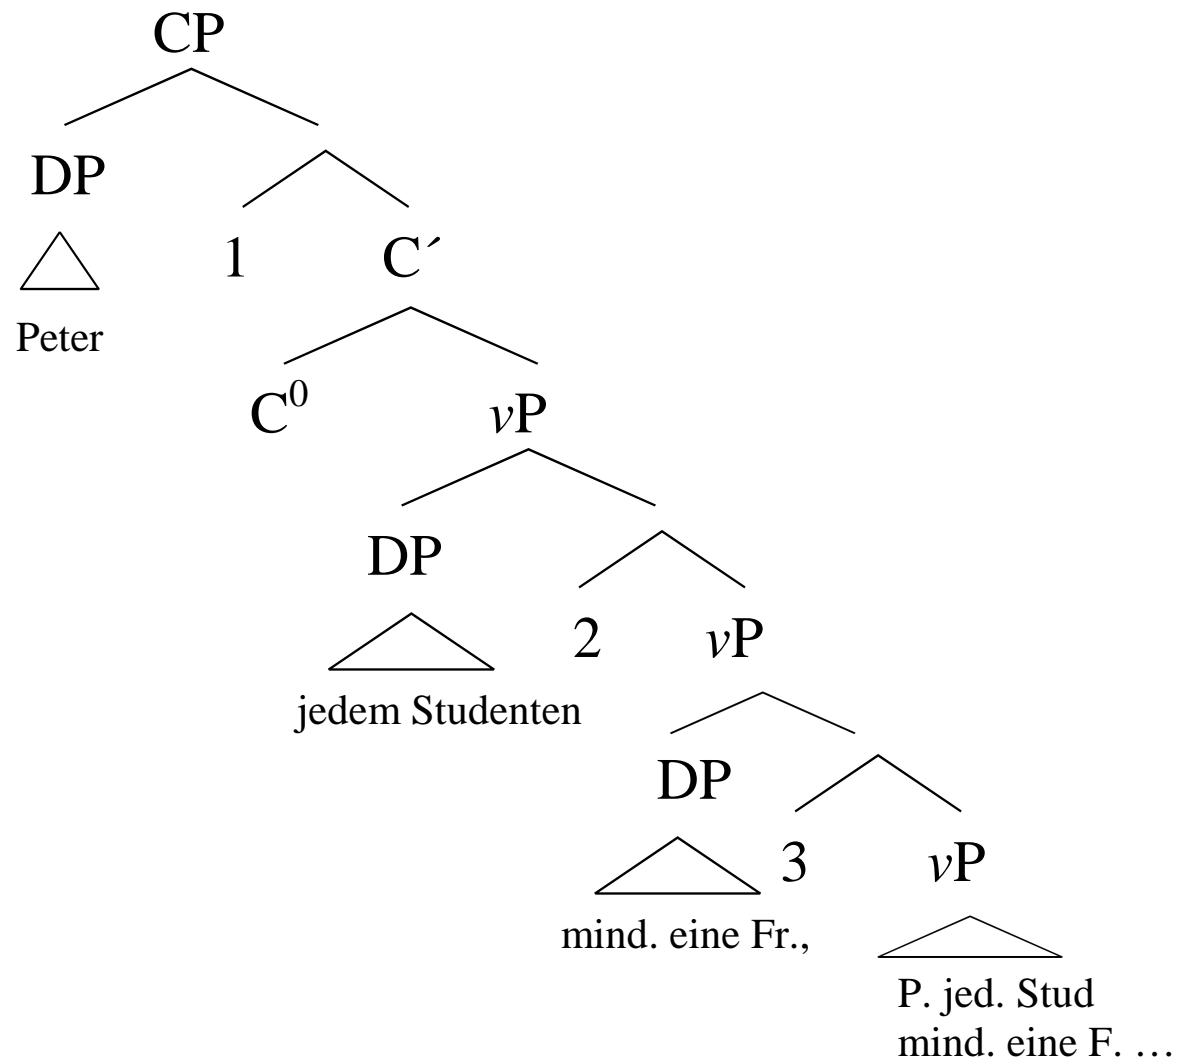 CP
DP
1 C´
Peter
C⁰ vP
DP
2 vP
jedem Studenten
DP
3 vP
mind. eine Fr.,
P. jed. Stud
mind. eine F. …